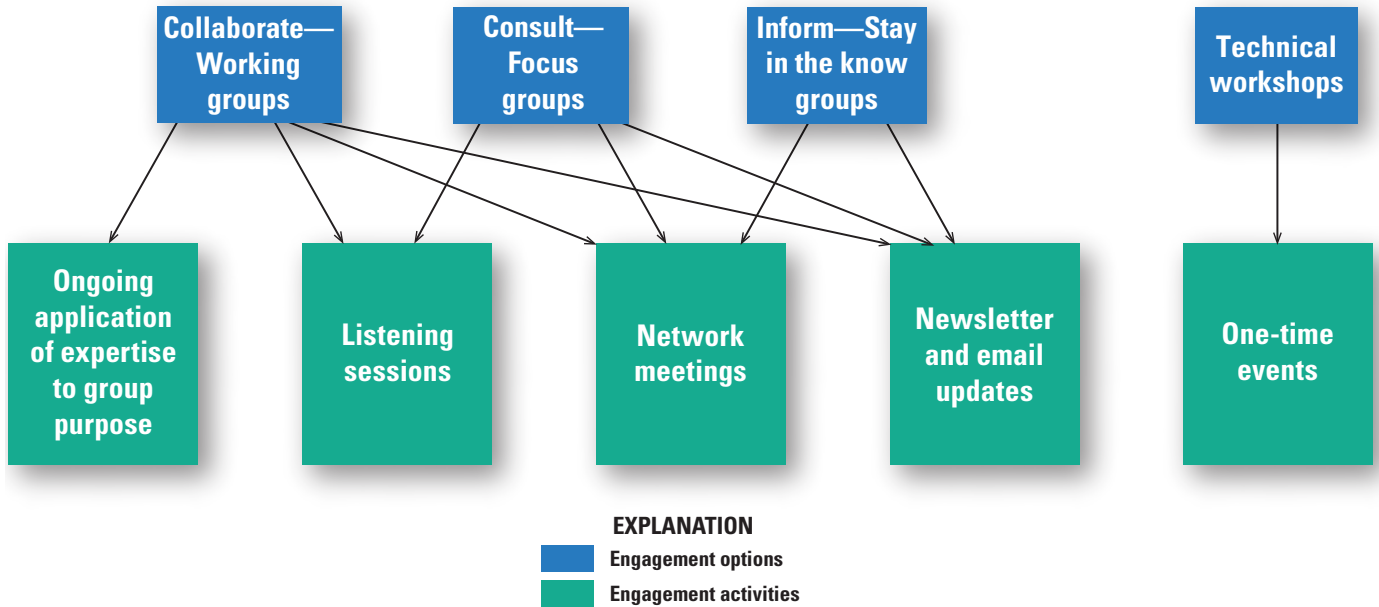 Collaborate—
Working
groups
Consult—
Focus
groups
Inform—Stay
in the know
groups
Technical
workshops
Ongoing
application
of expertise
to group
purpose
Listening
sessions
Network
meetings
Newsletter
and email
updates
One-time
events
EXPLANATION
Engagement options
Engagement activities